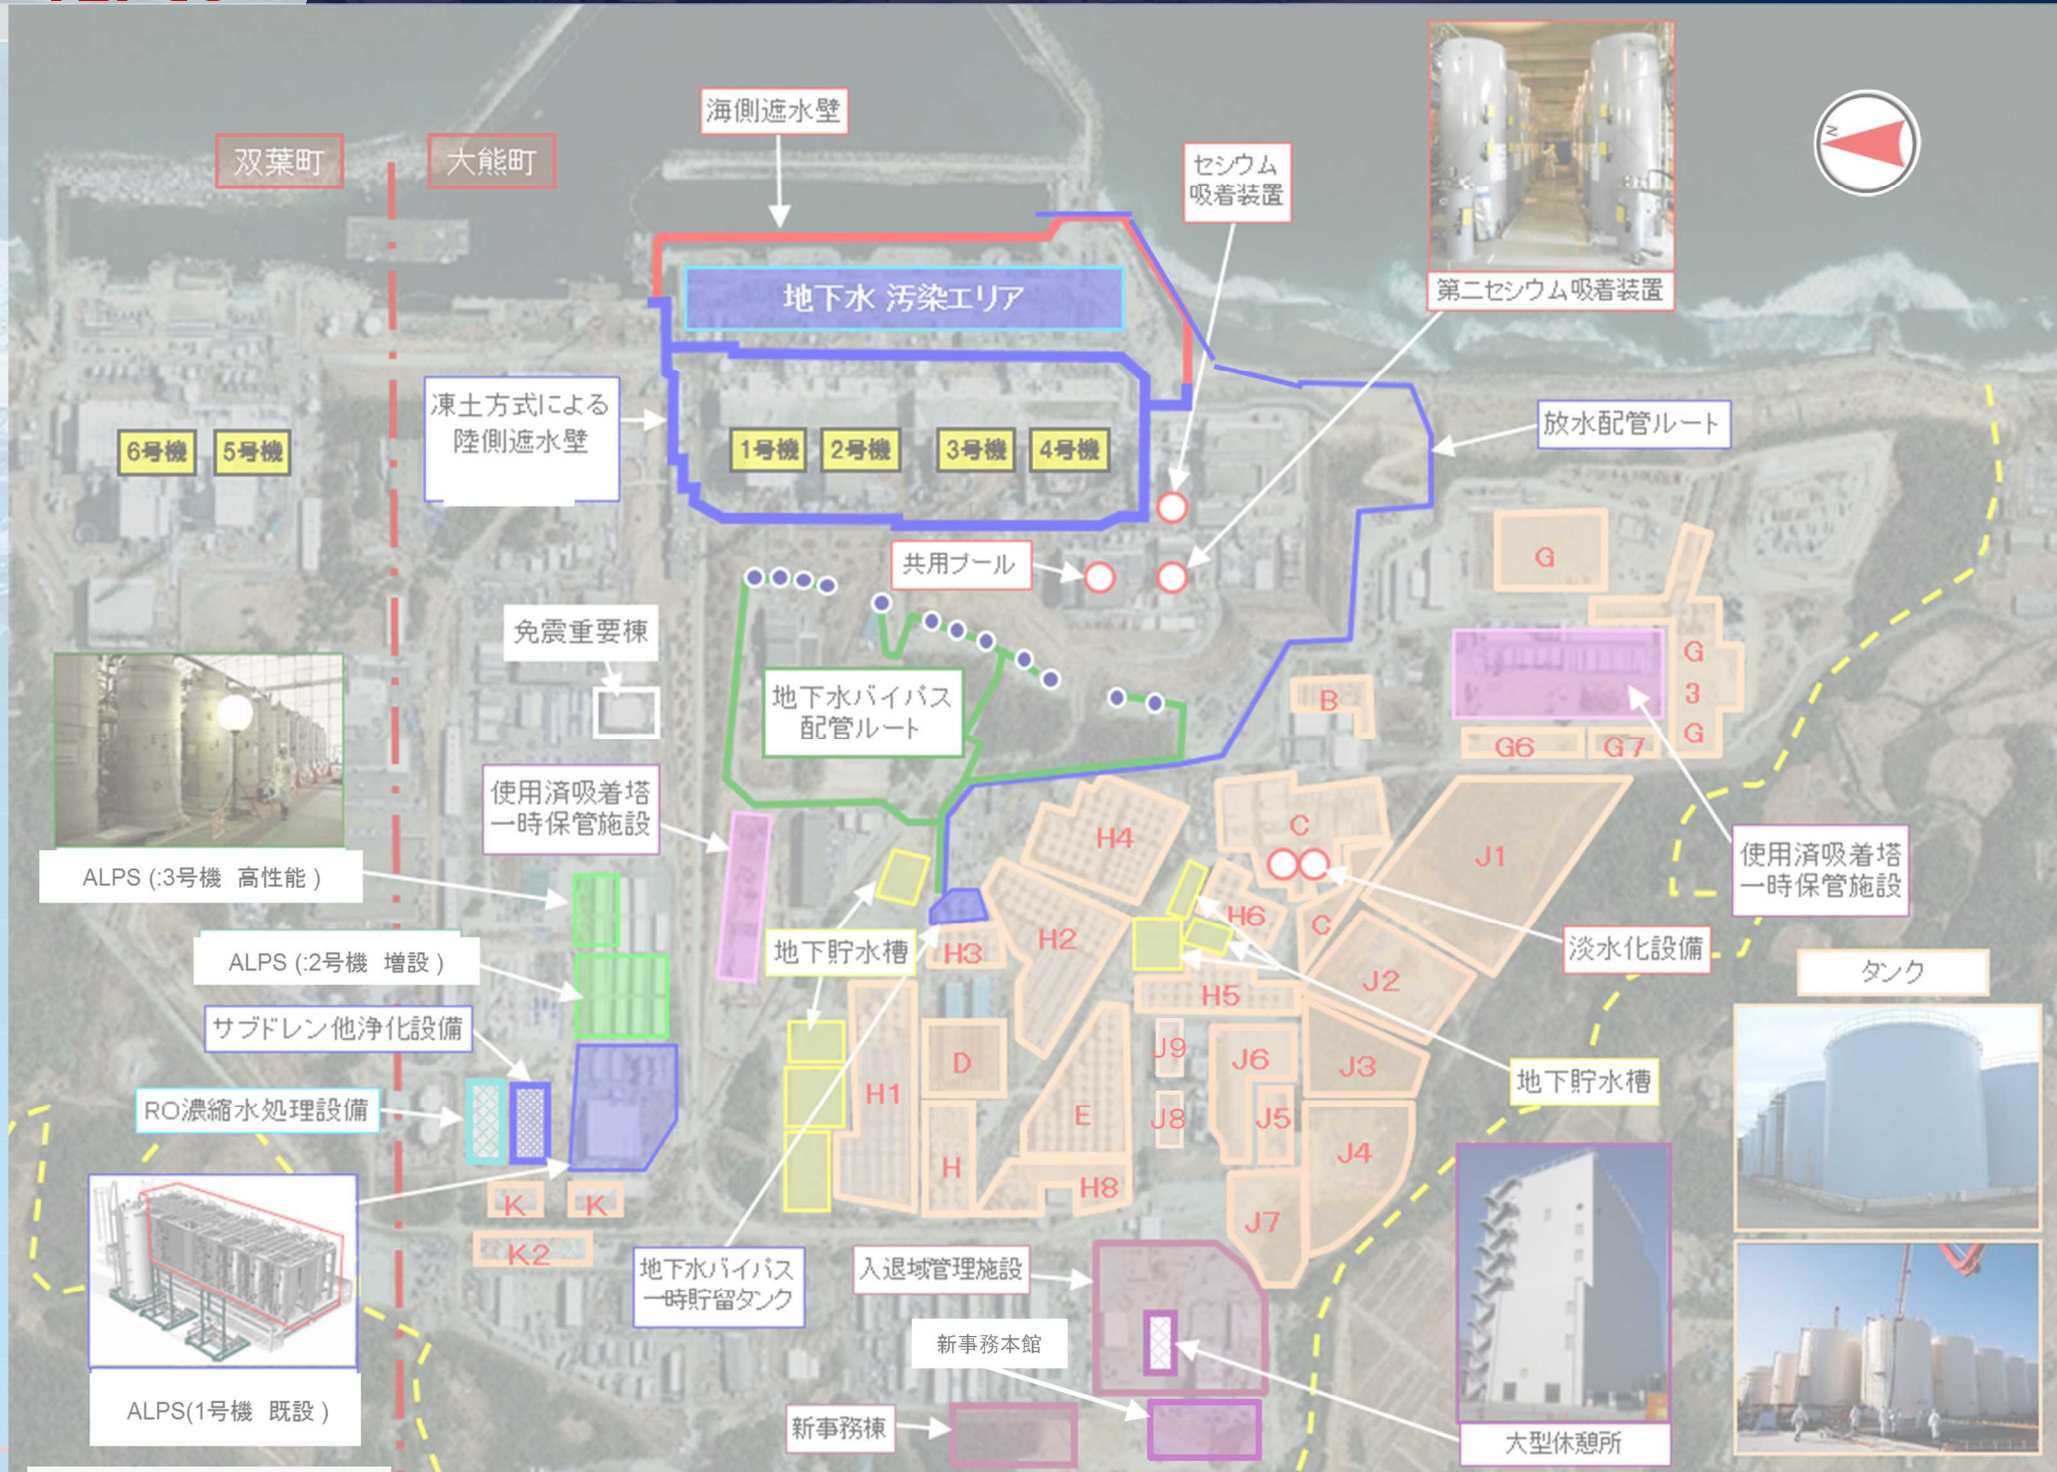 海側遮水壁
双葉町
大熊町
セシウム
吸着装置
N
第二セシウム吸着装置
地下水 汚染エリア
凍土方式による
陸側遮水壁
放水配管ルート
6号機
5号機
1号機
2号機
3号機
4号機
共用プール
G
免震重要棟
地下水バイパス
配管ルート
B
G
3
G
G6
G7
使用済吸着塔
一時保管施設
H4
C
J1
使用済吸着塔
一時保管施設
ALPS (:3号機 高性能 )
H6
C
H2
H3
地下貯水槽
淡水化設備
ALPS (:2号機 増設 )
タンク
J2
H5
サブドレン他浄化設備
D
J9
J6
J3
地下貯水槽
RO濃縮水処理設備
H1
E
J8
J5
J4
H
H8
K
K
J7
K2
地下水バイパス
一時貯留タンク
入退域管理施設
新事務本館
ALPS(1号機 既設 )
新事務棟
大型休憩所